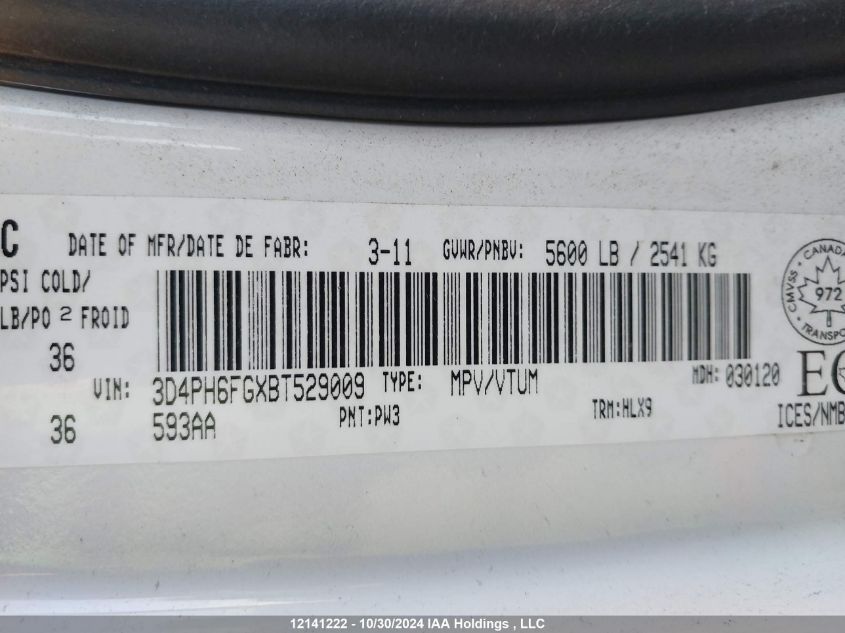 C DATE OF MFR/DATE DE FABR: 3-11 GVWR/PNBV: 5600 LB / 2541 KG
PSI COLD/
LB/PO 2 FROID
36
VIN: 3D4PH6FGXBT529009 TYPE: MPV/VTUM MDH: 030120
36 593AA PNT:PW3 TRM:HLX9
CANADA
CMVSS
972
TRANSPO
EC
ICES/NMB
12141222 - 10/30/2024 IAA Holdings , LLC